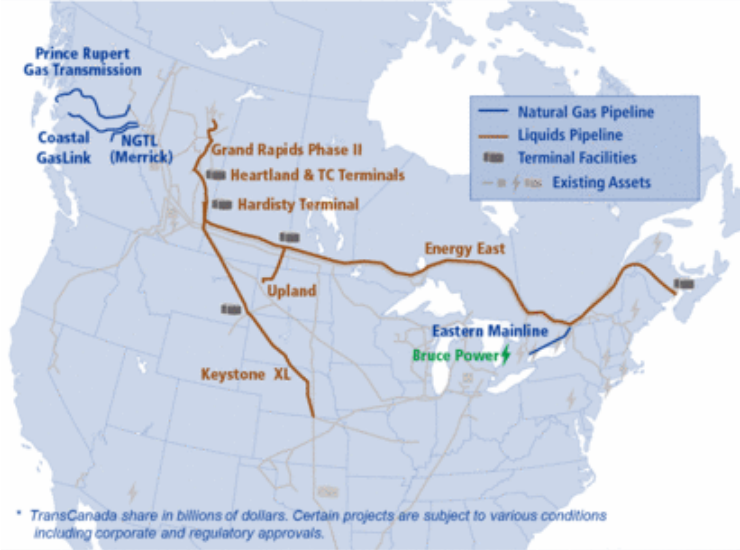 Prince Rupert
Gas Transmission
Coastal
GasLink
NGTL
(Merrick)
Grand Rapids Phase II
Heartland & TC Terminals
Hardisty Terminal
Natural Gas Pipeline
Liquids Pipeline
Terminal Facilities
Existing Assets
Energy East
Upland
Eastern Mainline
Bruce Power
Keystone XL
* TransCanada share in billions of dollars. Certain projects are subject to various conditions
including corporate and regulatory approvals.